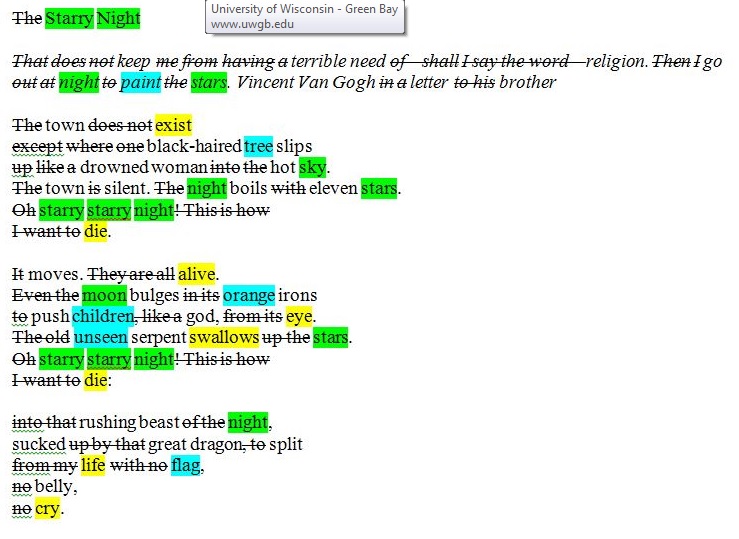 The Starry Night
University of Wisconsin - Green Bay
www.uwgb.edu
That does not keep me from having a terrible need of—shall I say the word—religion. Then I go
out at night to paint the stars. Vincent Van Gogh in a letter to his brother
The town does not exist
except where one black-haired tree slips
up like a drowned woman into the hot sky.
The town is silent. The night boils with eleven stars.
Oh starry starry night! This is how
I want to die.
It moves. They are all alive.
Even the moon bulges in its orange irons
to push children, like a god, from its eye.
The old unseen serpent swallows up the stars.
Oh starry starry night! This is how
I want to die:
into that rushing beast of the night,
sucked up by that great dragon, to split
from my life with no flag,
no belly,
no cry.